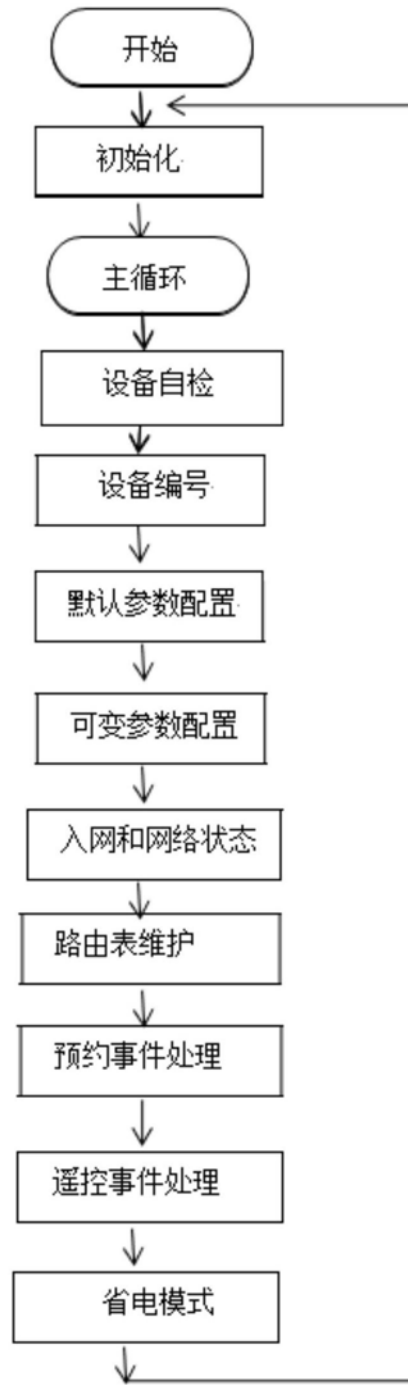 开始
初始化
主循环
设备自检
设备编号
默认参数配置
可变参数配置
入网和网络状态
路由表维护
预约事件处理
遥控事件处理
省电模式